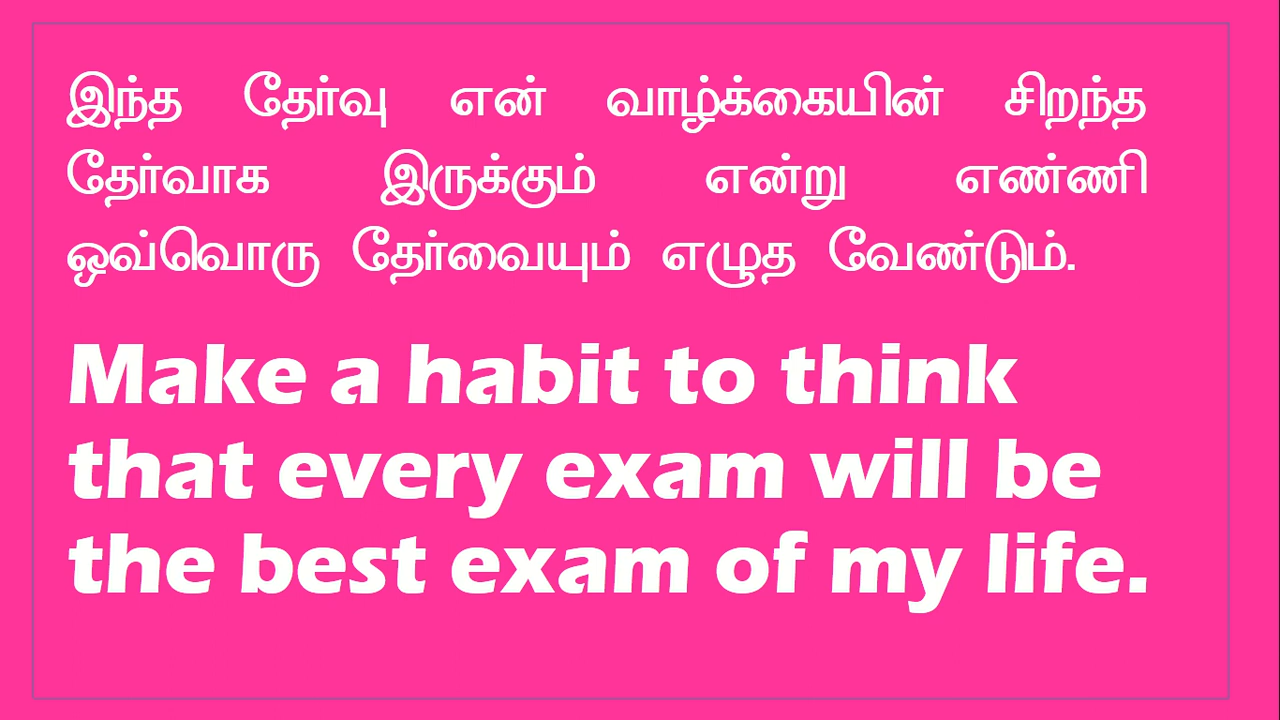 இந்த தேர்வு என் வாழ்க்கையின் சிறந்த
தேர்வாக இருக்கும் என்று எண்ணி
ஒவ்வொரு தேர்வையும் எழுத வேண்டும்.
Make a habit to think
that every exam will be
the best exam of my life.